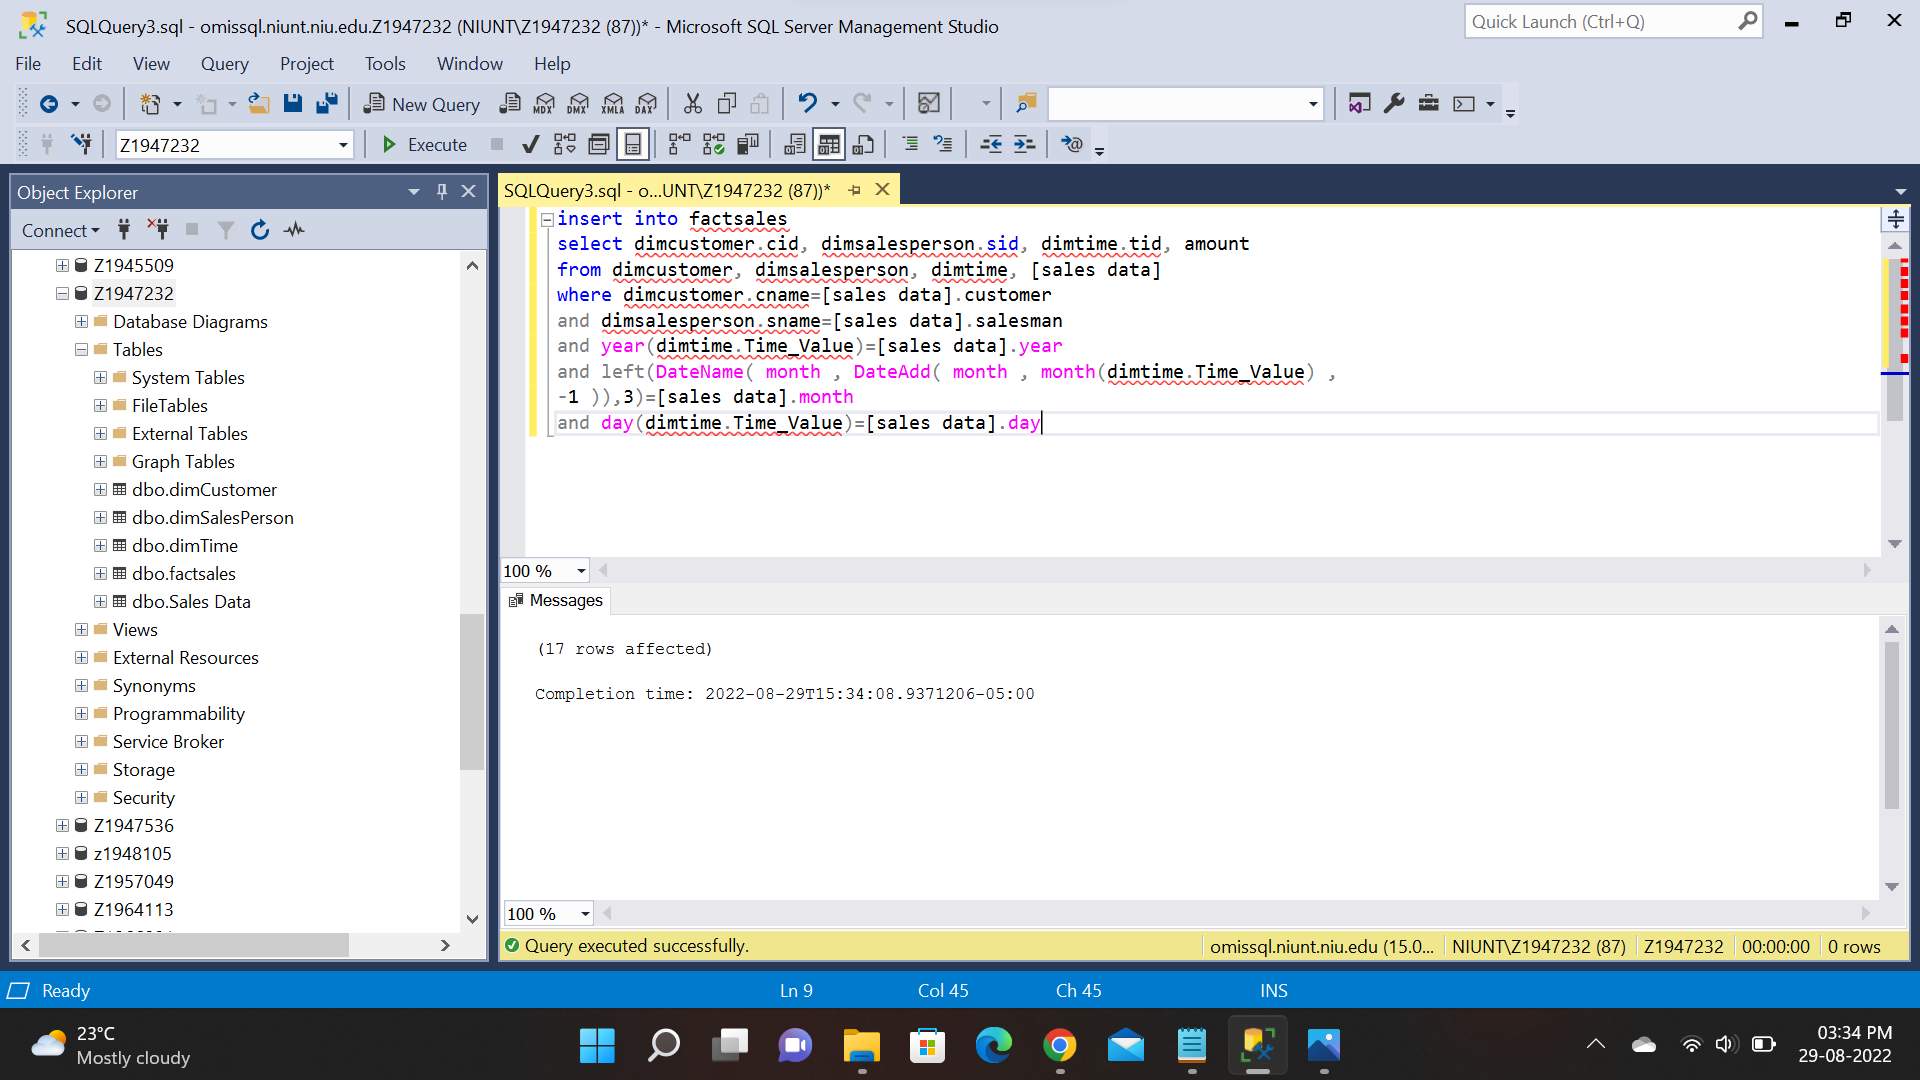 SQLQuery3.sql - omissql.niunt.niu.edu.Z1947232 (NIUNT\Z1947232 (87))* - Microsoft SQL Server Management Studio
Quick Launch (Ctrl+Q)
File Edit View Query Project Tools Window Help
New Query
MDX DMX XMLA DAX
Z1947232
Execute
Object Explorer
SQLQuery3.sql - o...UNT\Z1947232 (87))*
Connect
Z1945509
Z1947232
Database Diagrams
Tables
System Tables
FileTables
External Tables
Graph Tables
dbo.dimCustomer
dbo.dimSalesPerson
dbo.dimTime
dbo.factsales
dbo.Sales Data
Views
External Resources
Synonyms
Programmability
Service Broker
Storage
Security
Z1947536
z1948105
Z1957049
Z1964113
insert into factsales
select dimcustomer.cid, dimsalesperson.sid, dimtime.tid, amount
from dimcustomer, dimsalesperson, dimtime, [sales data]
where dimcustomer.cname=[sales data].customer
and dimsalesperson.sname=[sales data].salesman
and year(dimtime.Time_Value)=[sales data].year
and left(DateName( month , DateAdd( month , month(dimtime.Time_Value) ,
-1 )),3)=[sales data].month
and day(dimtime.Time_Value)=[sales data].day
100 %
Messages
(17 rows affected)
Completion time: 2022-08-29T15:34:08.9371206-05:00
100 %
Query executed successfully.
omissql.niunt.niu.edu (15.0... NIUNT\Z1947232 (87) Z1947232 00:00:00 0 rows
Ready
Ln 9 Col 45 Ch 45 INS
23°C
Mostly cloudy
03:34 PM
29-08-2022